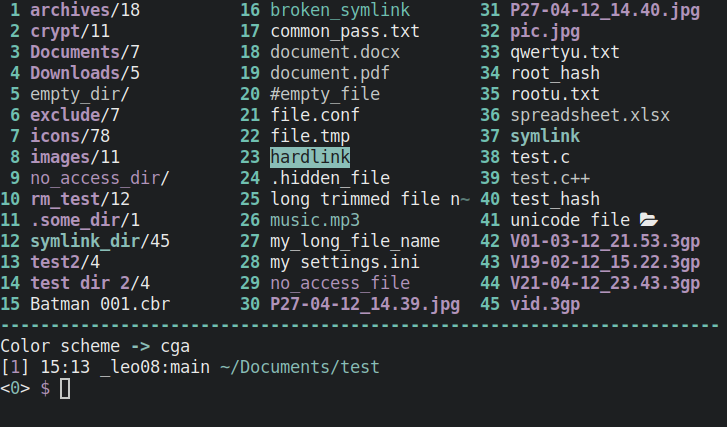 1 archives/18 16 broken_symlink 31 P27-04-12_14.40.jpg
2 crypt/11 17 common_pass.txt 32 pic.jpg
3 Documents/7 18 document.docx 33 qwertyu.txt
4 Downloads/5 19 document.pdf 34 root_hash
5 empty_dir/ 20 #empty_file 35 rootu.txt
6 exclude/7 21 file.conf 36 spreadsheet.xlsx
7 icons/78 22 file.tmp 37 symlink
8 images/11 23 hardlink 38 test.c
9 no_access_dir/ 24 .hidden_file 39 test.c++
10 rm_test/12 25 long trimmed file n~ 40 test_hash
11 .some_dir/1 26 music.mp3 41 unicode file 📂
12 symlink_dir/45 27 my_long_file_name 42 V01-03-12_21.53.3gp
13 test2/4 28 my settings.ini 43 V19-02-12_15.22.3gp
14 test dir 2/4 29 no_access_file 44 V21-04-12_23.43.3gp
15 Batman 001.cbr 30 P27-04-12_14.39.jpg 45 vid.3gp
------------------------------------------------------------------------
Color scheme -> cga
[1] 15:13 _leo08:main ~/Documents/test
<0> $